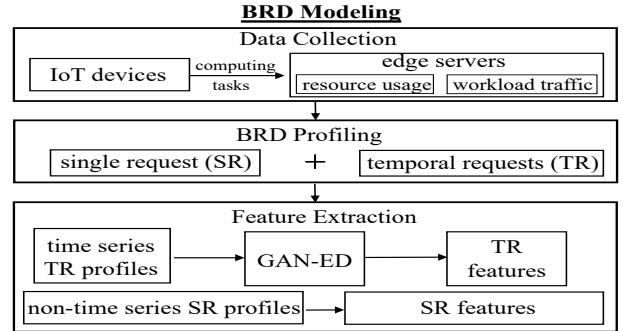 BRD Modeling
Data Collection
IoT devices
computing
tasks
edge servers
resource usage
workload traffic
BRD Profiling
single request (SR)
+
temporal requests (TR)
Feature Extraction
time series
TR profiles
GAN-ED
TR
features
non-time series SR profiles
SR features